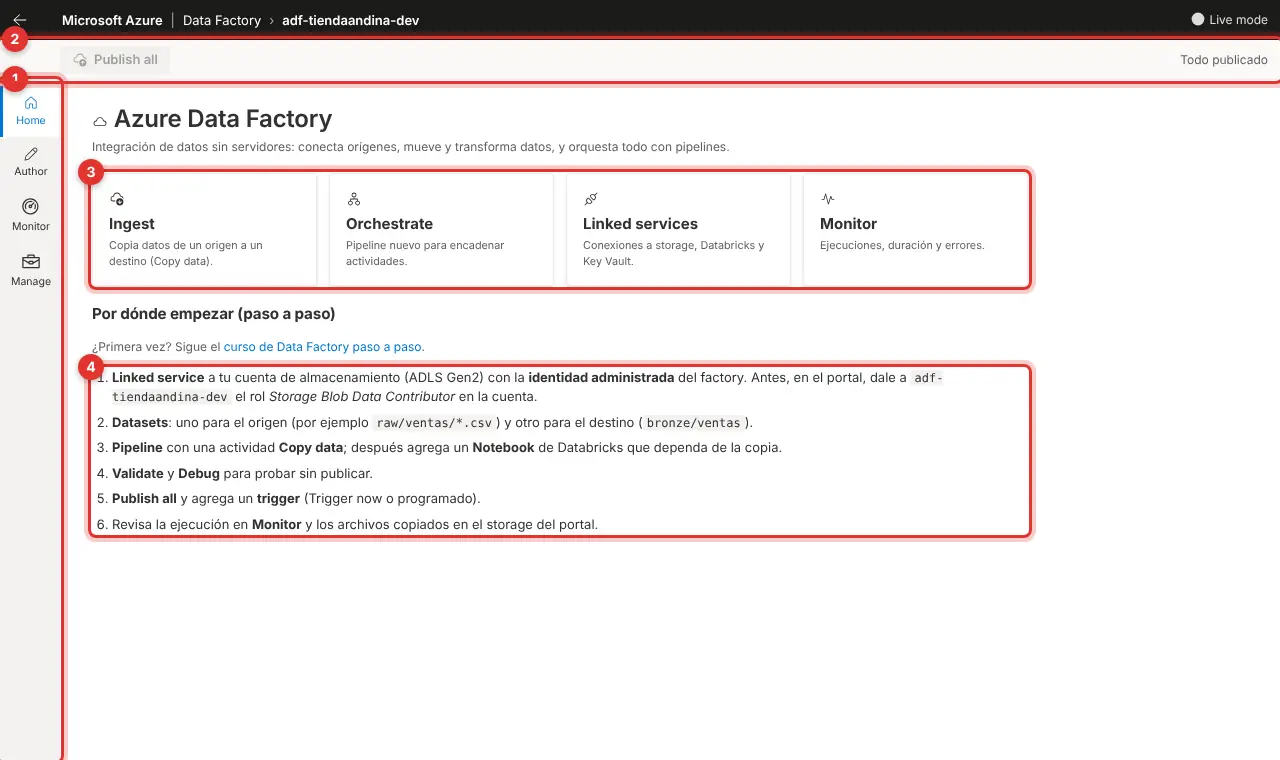 Microsoft Azure | Data Factory › adf-tiendaandina-dev
Live mode
2
Publish all
Todo publicado
1
Home
Author
Monitor
Manage
Azure Data Factory
Integración de datos sin servidores: conecta orígenes, mueve y transforma datos, y orquesta todo con pipelines.
3
Ingest
Copia datos de un origen a un
destino (Copy data).
Orchestrate
Pipeline nuevo para encadenar
actividades.
Linked services
Conexiones a storage, Databricks y
Key Vault.
Monitor
Ejecuciones, duración y errores.
Por dónde empezar (paso a paso)
¿Primera vez? Sigue el curso de Data Factory paso a paso.
4
1. Linked service a tu cuenta de almacenamiento (ADLS Gen2) con la identidad administrada del factory. Antes, en el portal, dale a adf-
tiendaandina-dev el rol Storage Blob Data Contributor en la cuenta.
2. Datasets: uno para el origen (por ejemplo raw/ventas/*.csv) y otro para el destino (bronze/ventas).
3. Pipeline con una actividad Copy data; después agrega un Notebook de Databricks que dependa de la copia.
4. Validate y Debug para probar sin publicar.
5. Publish all y agrega un trigger (Trigger now o programado).
6. Revisa la ejecución en Monitor y los archivos copiados en el storage del portal.